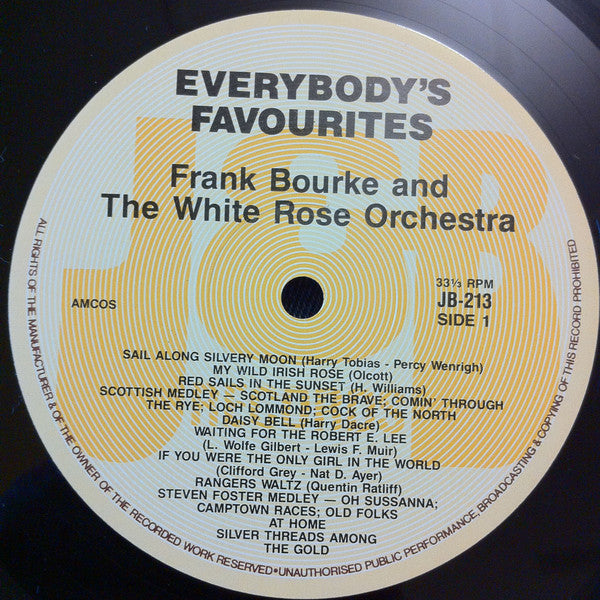 EVERYBODY'S
FAVOURITES
Frank Bourke and
The White Rose Orchestra
AMCOS
33⅓ RPM
JB-213
SIDE 1
SAIL ALONG SILVERY MOON (Harry Tobias - Percy Wenrigh)
MY WILD IRISH ROSE (Olcott)
RED SAILS IN THE SUNSET (H. Williams)
SCOTTISH MEDLEY — SCOTLAND THE BRAVE; COMIN' THROUGH
THE RYE; LOCH LOMMOND; COCK OF THE NORTH
DAISY BELL (Harry Dacre)
WAITING FOR THE ROBERT E. LEE
(L. Wolfe Gilbert - Lewis F. Muir)
IF YOU WERE THE ONLY GIRL IN THE WORLD
(Clifford Grey - Nat D. Ayer)
RANGERS WALTZ (Quentin Ratliff)
STEVEN FOSTER MEDLEY — OH SUSSANNA;
CAMPTOWN RACES; OLD FOLKS
AT HOME
SILVER THREADS AMONG
THE GOLD
ALL RIGHTS OF THE MANUFACTURER & OF THE OWNER OF THE RECORDED WORK RESERVED•UNAUTHORISED PUBLIC PERFORMANCE, BROADCASTING & COPYING OF THIS RECORD PROHIBITED
JOB